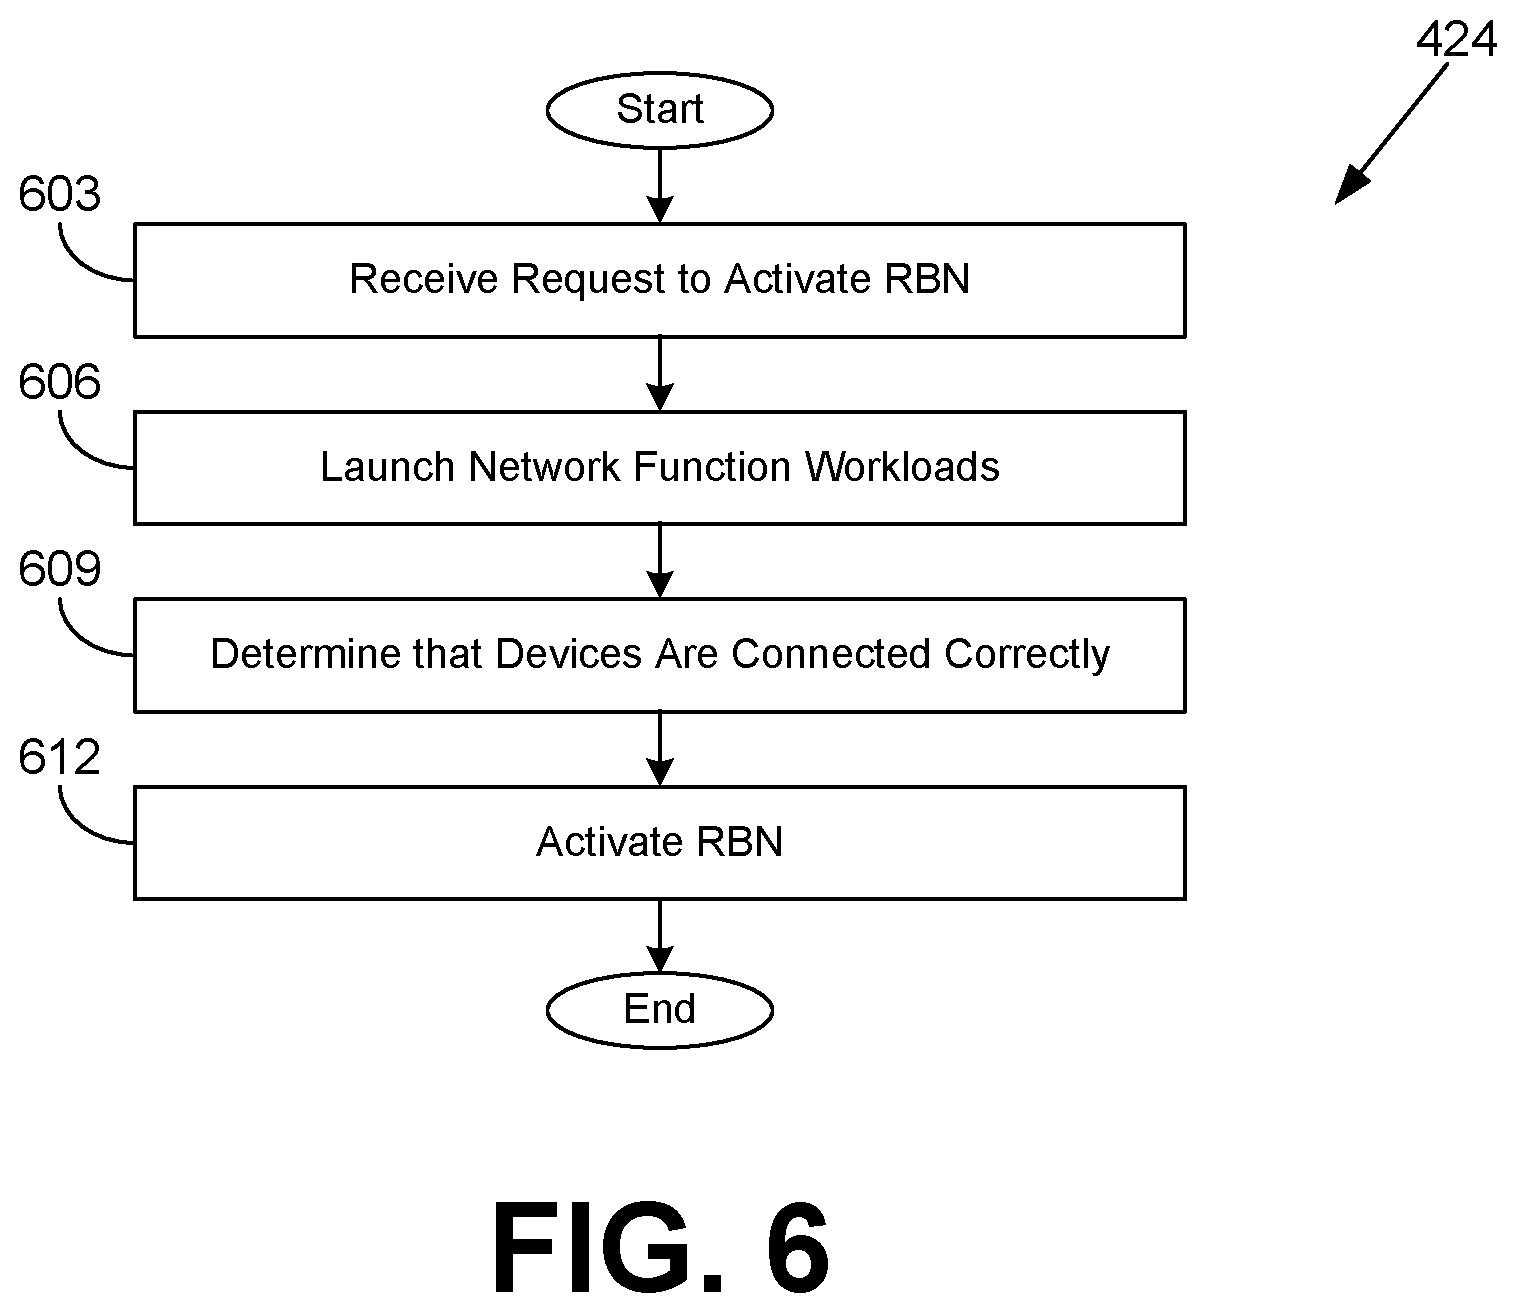 424
Start
603
Receive Request to Activate RBN
606
Launch Network Function Workloads
609
Determine that Devices Are Connected Correctly
612
Activate RBN
End
FIG. 6